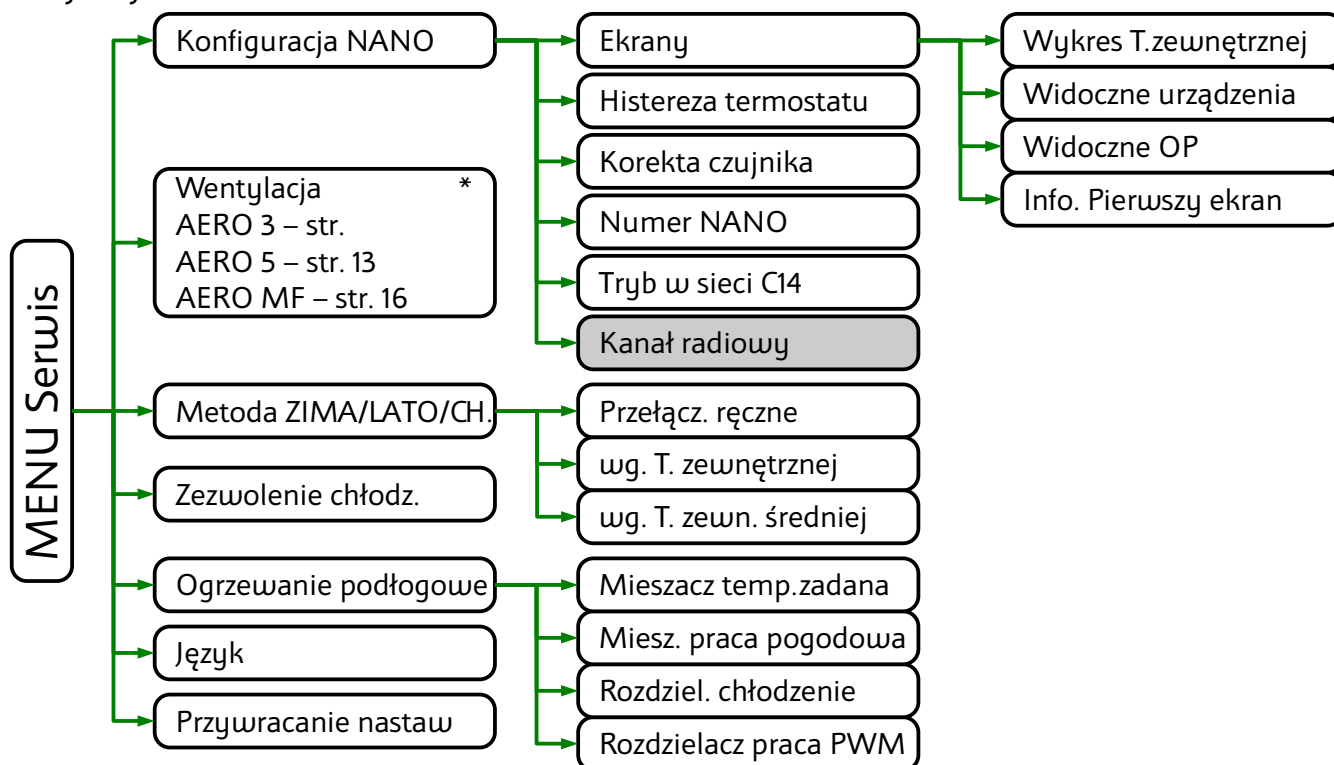 MENU Serwis
Konfiguracja NANO
Ekrany
Wykres T.zewnętrznej
Widoczne urządzenia
Widoczne OP
Info. Pierwszy ekran
Histereza termostatu
Korekta czujnika
Numer NANO
Tryb w sieci C14
Kanał radiowy
Wentylacja *
AERO 3 – str.
AERO 5 – str. 13
AERO MF – str. 16
Metoda ZIMA/LATO/CH.
Przełącz. ręczne
wg. T. zewnętrznej
wg. T. zewn. średniej
Zezwolenie chłodz.
Ogrzewanie podłogowe
Mieszacz temp.zadana
Miesz. praca pogodowa
Rozdziel. chłodzenie
Rozdzielacz praca PWM
Język
Przywracanie nastaw